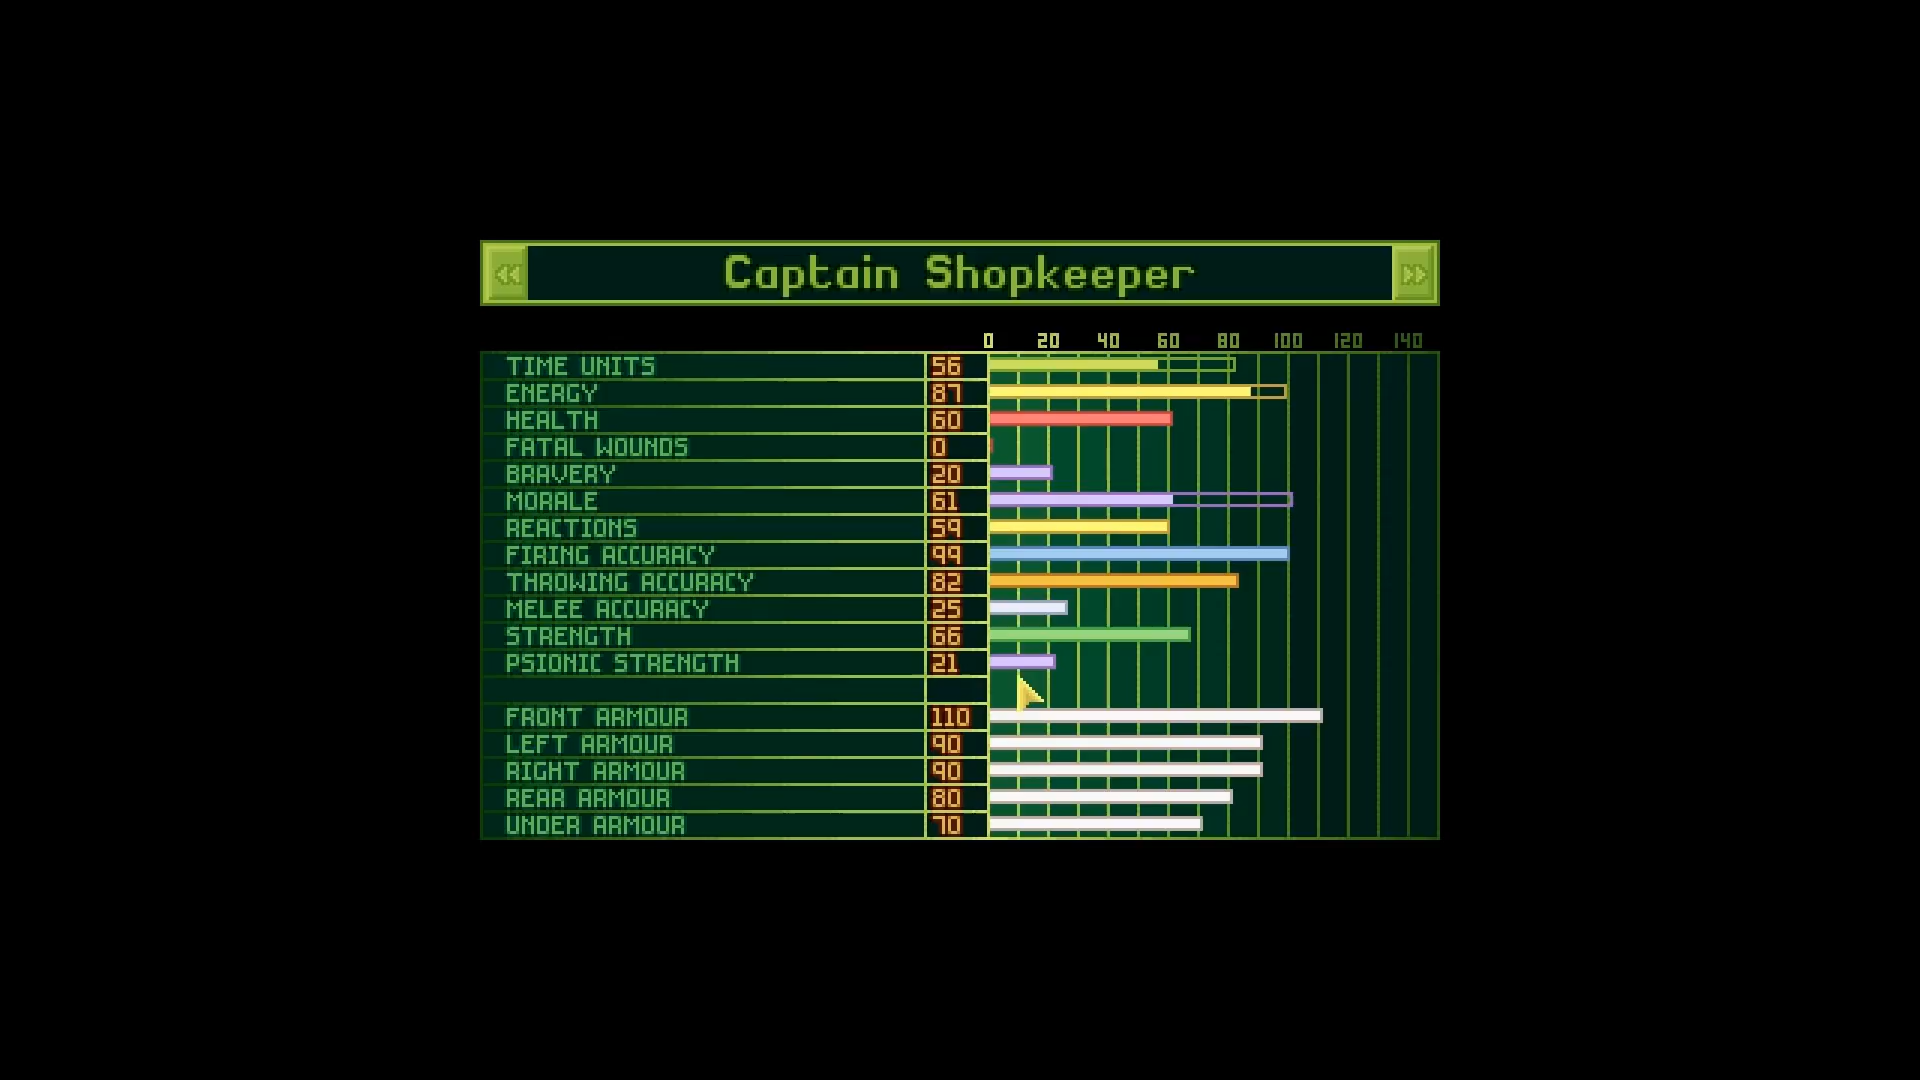 Captain Shopkeeper
0 20 40 60 80 100 120 140
TIME UNITS 56
ENERGY 87
HEALTH 60
FATAL WOUNDS 0
BRAVERY 20
MORALE 61
REACTIONS 59
FIRING ACCURACY 99
THROWING ACCURACY 82
MELEE ACCURACY 25
STRENGTH 66
PSIONIC STRENGTH 21
FRONT ARMOUR 110
LEFT ARMOUR 90
RIGHT ARMOUR 90
REAR ARMOUR 80
UNDER ARMOUR 70